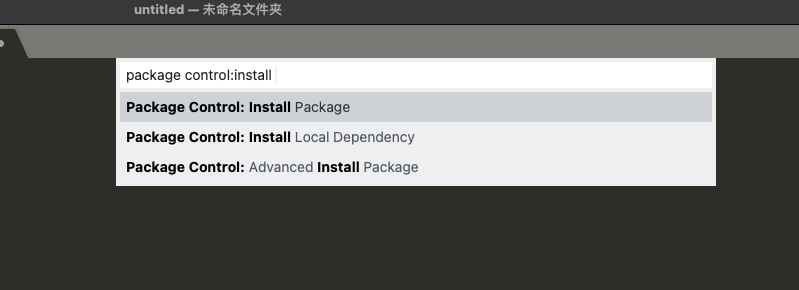 untitled — 未命名文件夹
package control:install
Package Control: Install Package
Package Control: Install Local Dependency
Package Control: Advanced Install Package